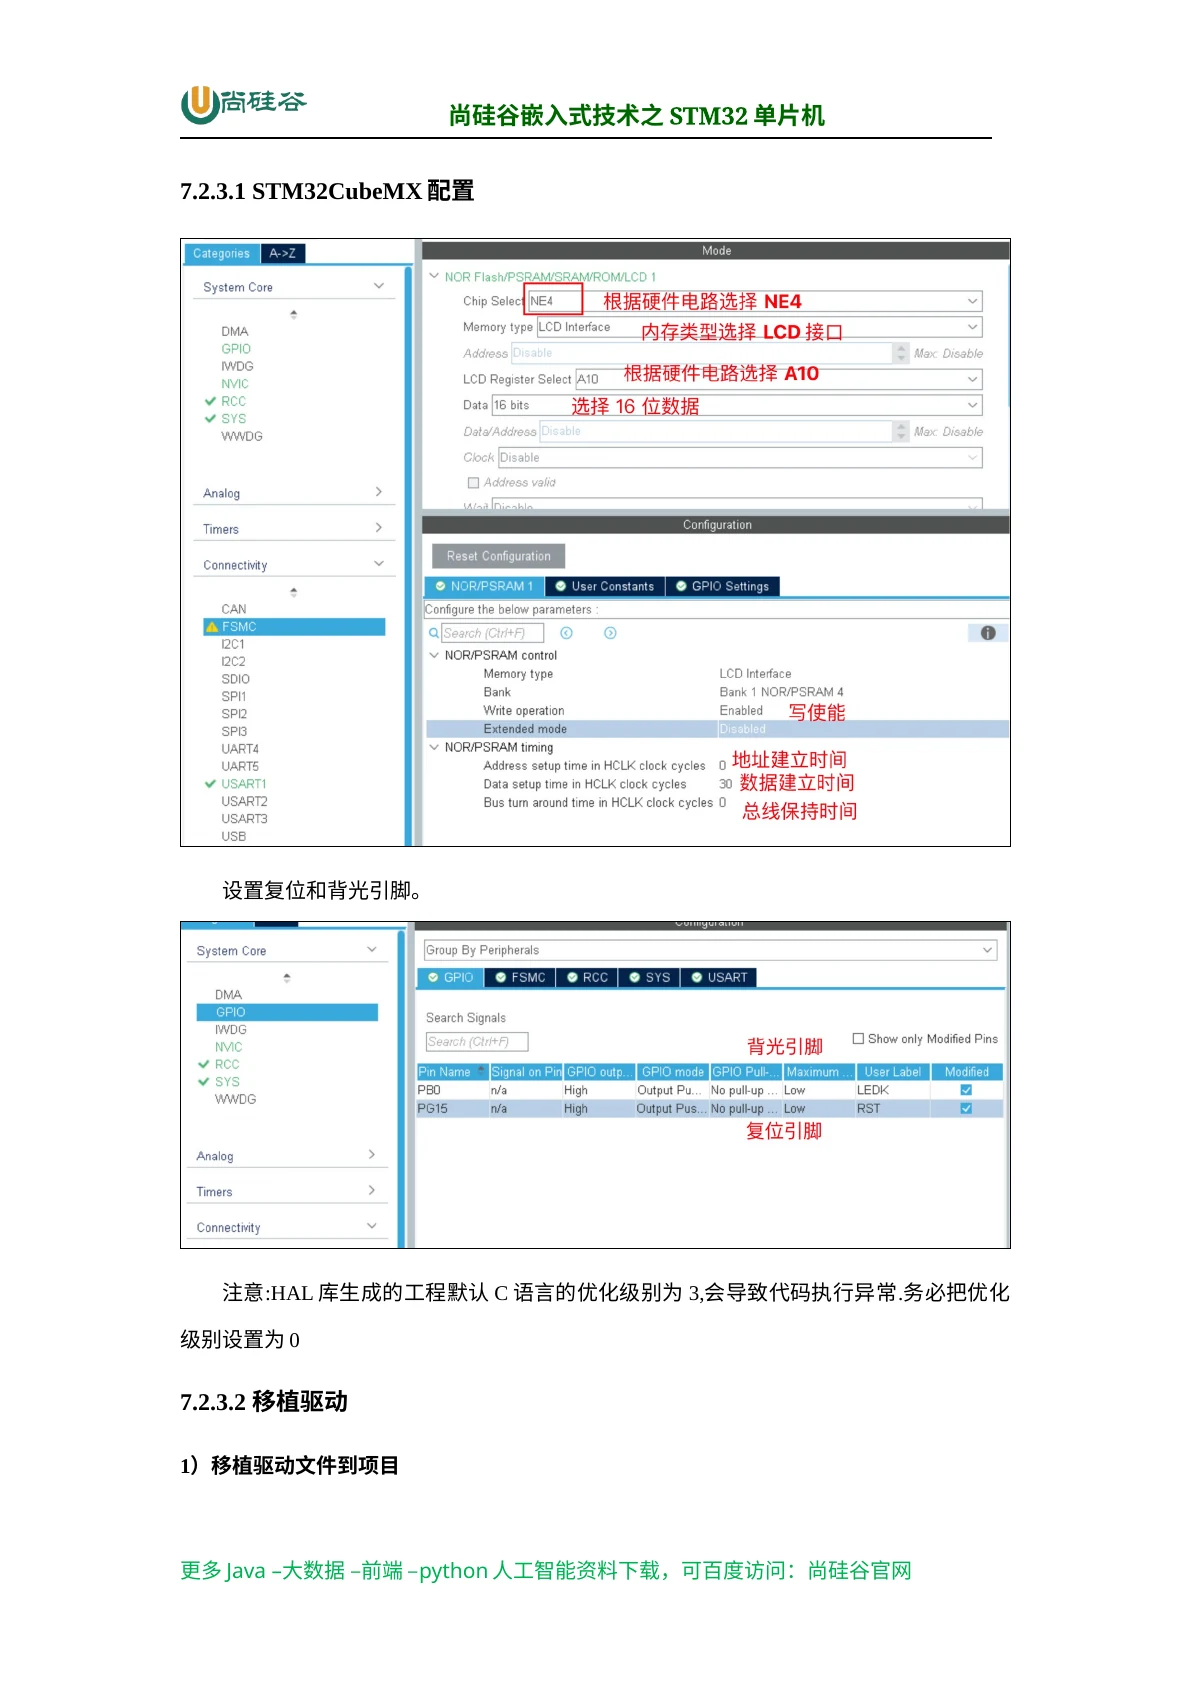 尚硅谷
尚硅谷嵌入式技术之 STM32 单片机
7.2.3.1 STM32CubeMX 配置
Categories A->Z
System Core
DMA
GPIO
IWDG
NVIC
RCC
SYS
WWDG
Analog
Timers
Connectivity
CAN
FSMC
I2C1
I2C2
SDIO
SPI1
SPI2
SPI3
UART4
UART5
USART1
USART2
USART3
USB
Mode
NOR Flash/PSRAM/SRAM/ROM/LCD 1
Chip Select NE4 根据硬件电路选择 NE4
Memory type LCD Interface 内存类型选择 LCD 接口
Address Disable Max: Disable
LCD Register Select A10 根据硬件电路选择 A10
Data 16 bits 选择 16 位数据
Data/Address Disable Max: Disable
Clock Disable
Address valid
Wait Disable
Configuration
Reset Configuration
NOR/PSRAM 1 User Constants GPIO Settings
Configure the below parameters :
Search (Ctrl+F)
NOR/PSRAM control
Memory type LCD Interface
Bank Bank 1 NOR/PSRAM 4
Write operation Enabled 写使能
Extended mode Disabled
NOR/PSRAM timing
Address setup time in HCLK clock cycles 0 地址建立时间
Data setup time in HCLK clock cycles 30 数据建立时间
Bus turn around time in HCLK clock cycles 0 总线保持时间
设置复位和背光引脚。
System Core
DMA
GPIO
IWDG
NVIC
RCC
SYS
WWDG
Analog
Timers
Connectivity
Configuration
Group By Peripherals
GPIO FSMC RCC SYS USART
Search Signals
Search (Ctrl+F) 背光引脚 Show only Modified Pins
Pin Name Signal on Pin GPIO outp... GPIO mode GPIO Pull-... Maximum ... User Label Modified
PB0 n/a High Output Pu... No pull-up ... Low LEDK
PG15 n/a High Output Pus... No pull-up ... Low RST
复位引脚
注意:HAL 库生成的工程默认 C 语言的优化级别为 3,会导致代码执行异常.务必把优化
级别设置为 0
7.2.3.2 移植驱动
1）移植驱动文件到项目
更多 Java –大数据 –前端 –python 人工智能资料下载，可百度访问：尚硅谷官网